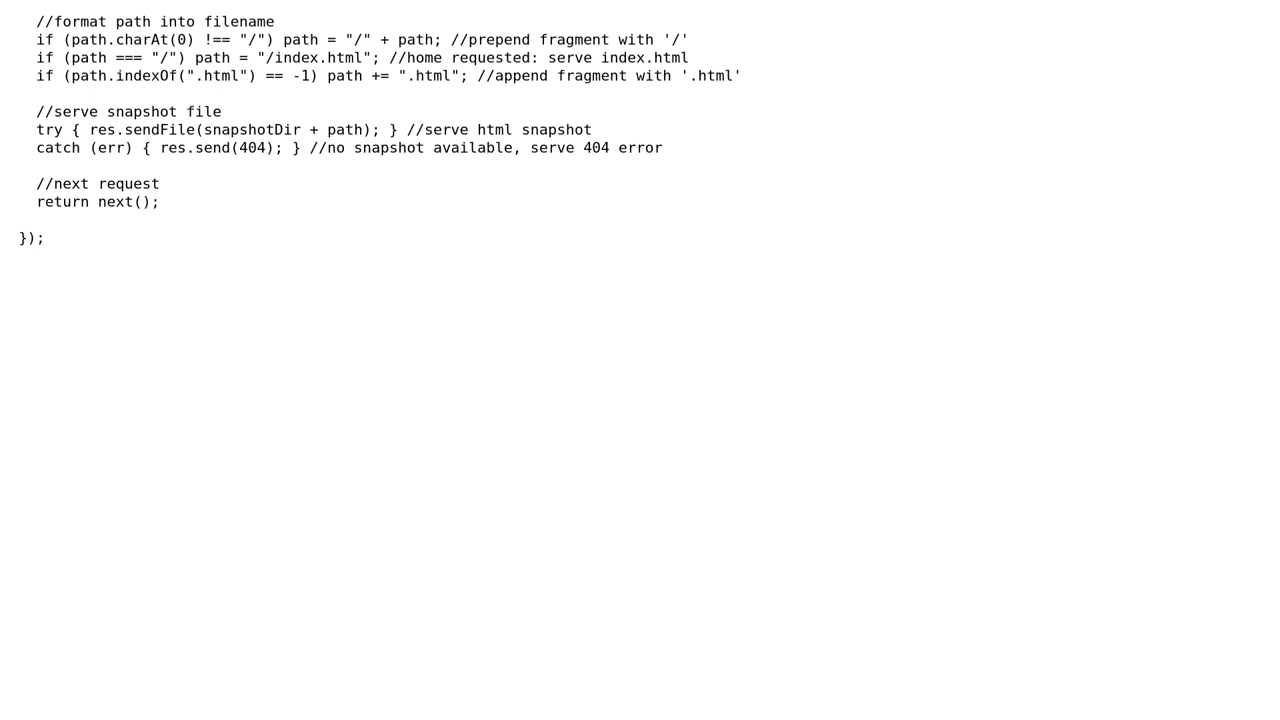 //format path into filename
if (path.charAt(0) !== "/") path = "/" + path; //prepend fragment with '/'
if (path === "/") path = "/index.html"; //home requested: serve index.html
if (path.indexOf(".html") == -1) path += ".html"; //append fragment with '.html'

//serve snapshot file
try { res.sendFile(snapshotDir + path); } //serve html snapshot
catch (err) { res.send(404); } //no snapshot available, serve 404 error

//next request
return next();

});